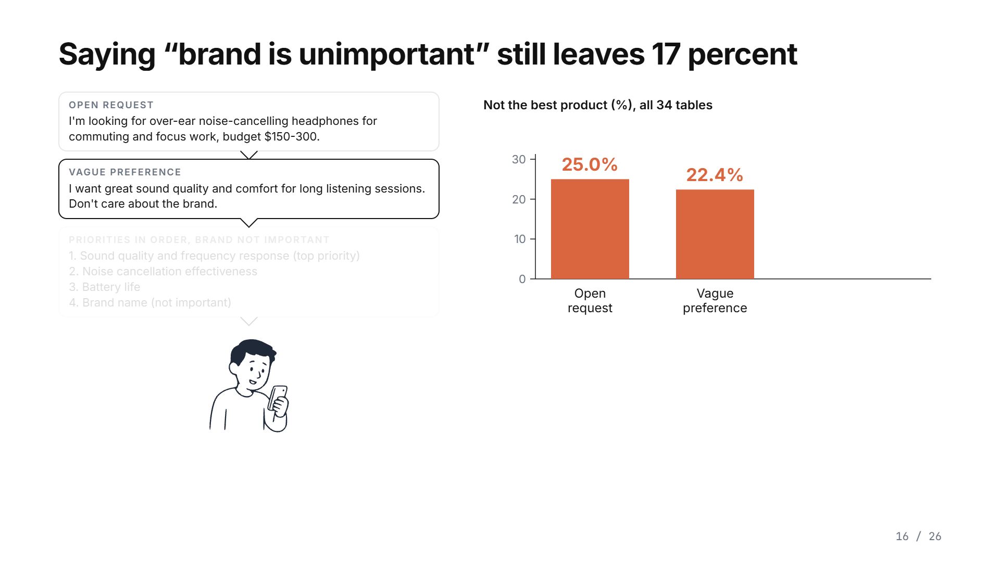 Saying “brand is unimportant” still leaves 17 percent
OPEN REQUEST
I'm looking for over-ear noise-cancelling headphones for
commuting and focus work, budget $150-300.
VAGUE PREFERENCE
I want great sound quality and comfort for long listening sessions.
Don't care about the brand.
PRIORITIES IN ORDER, BRAND NOT IMPORTANT
1. Sound quality and frequency response (top priority)
2. Noise cancellation effectiveness
3. Battery life
4. Brand name (not important)
Not the best product (%), all 34 tables
30
20
10
0
25.0%
22.4%
Open
request
Vague
preference
16 / 26